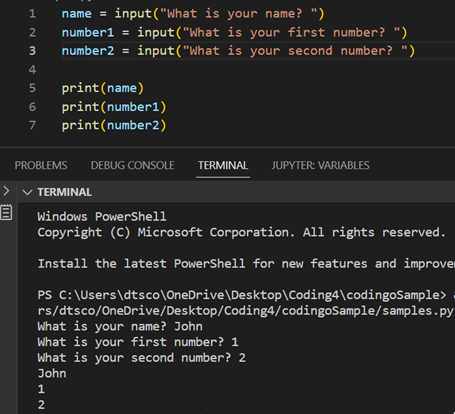 1 name = input("What is your name? ")
2 number1 = input("What is your first number? ")
3 number2 = input("What is your second number? ")
4
5 print(name)
6 print(number1)
7 print(number2)
PROBLEMS DEBUG CONSOLE TERMINAL JUPYTER: VARIABLES
TERMINAL
Windows PowerShell
Copyright (C) Microsoft Corporation. All rights reserved.
Install the latest PowerShell for new features and improve
PS C:\Users\dtsco\OneDrive\Desktop\Coding4\codingoSample>
rs/dtsco/OneDrive/Desktop/Coding4/codingoSample/samples.py
What is your name? John
What is your first number? 1
What is your second number? 2
John
1
2